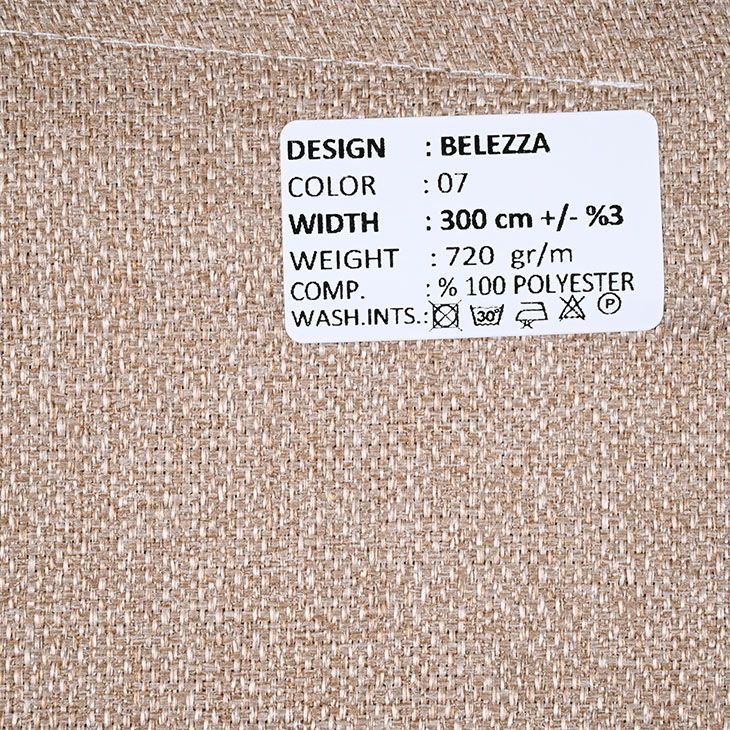 DESIGN : BELEZZA
COLOR : 07
WIDTH : 300 cm +/- %3
WEIGHT : 720 gr/m
COMP. : % 100 POLYESTER
WASH.INTS.: 30° P